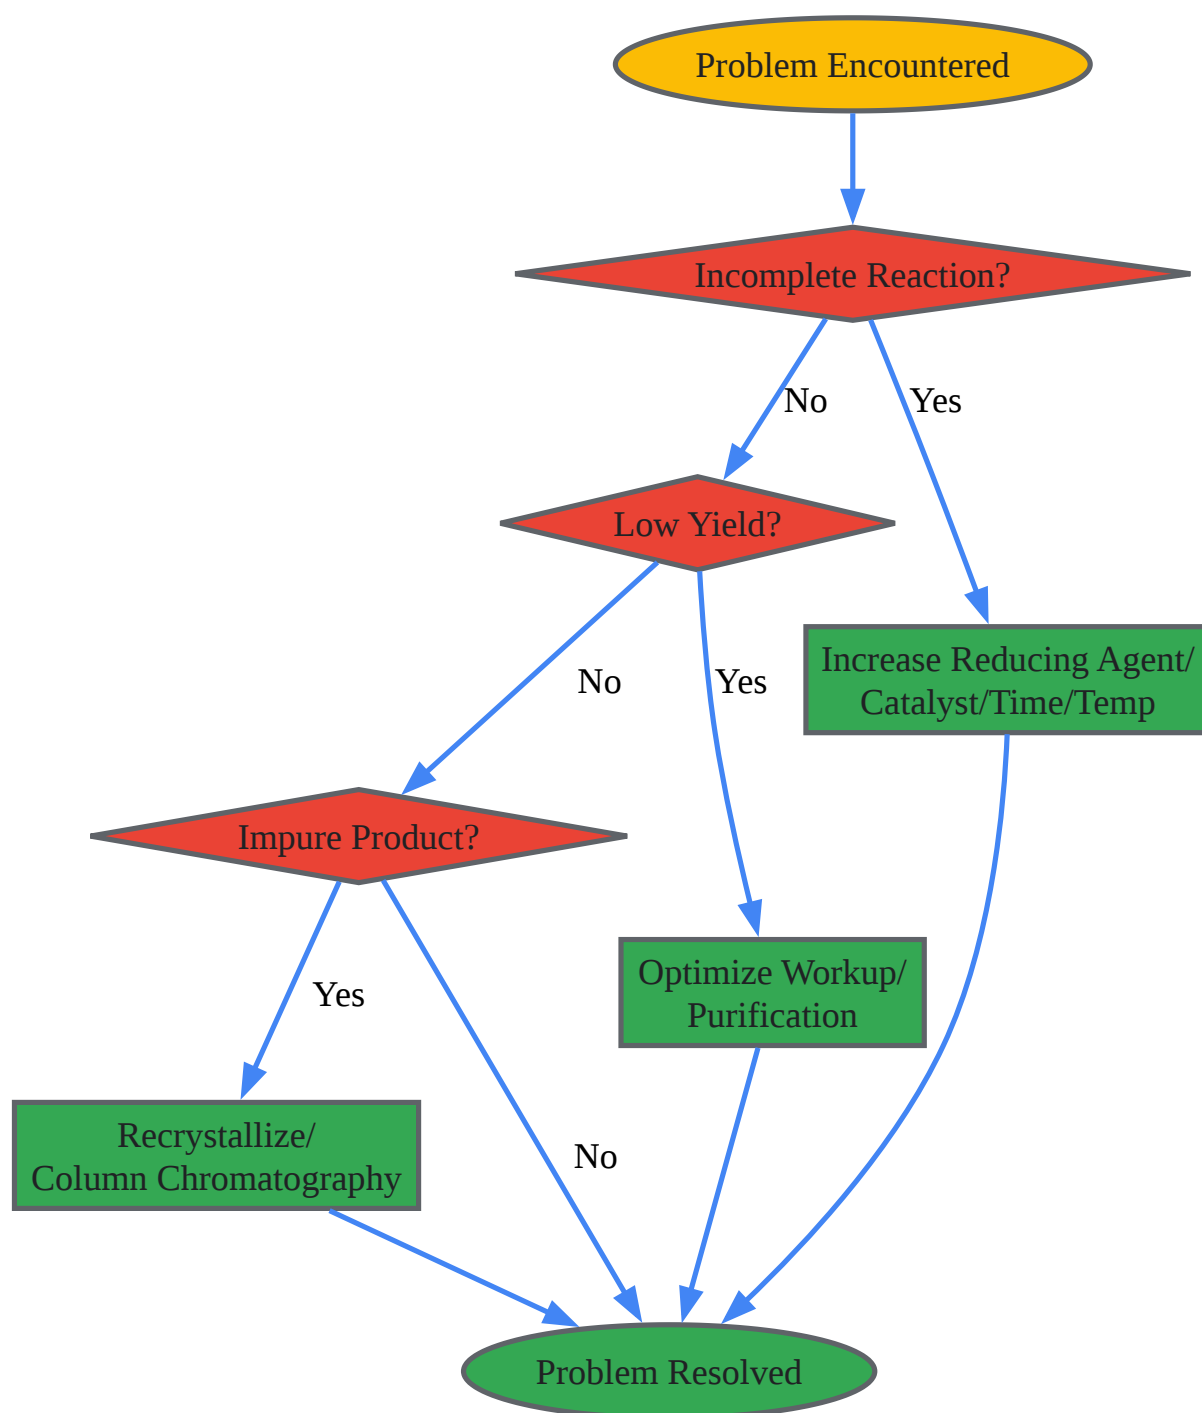 Problem Encountered
Incomplete Reaction?
No
Yes
Low Yield?
Increase Reducing Agent/
Catalyst/Time/Temp
No
Yes
Impure Product?
Optimize Workup/
Purification
Yes
Recrystallize/
Column Chromatography
No
Problem Resolved